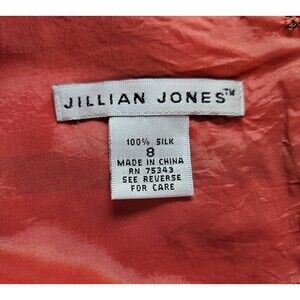 JILLIAN JONES™
100% SILK
8
MADE IN CHINA
RN 75343
SEE REVERSE
FOR CARE